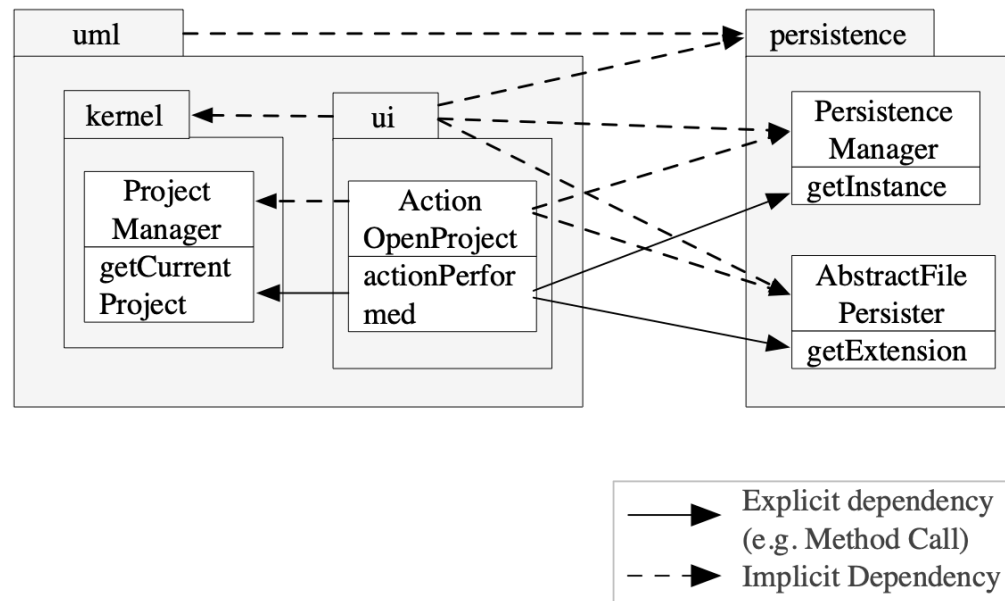 uml
persistence
kernel
ui
Project
Manager
getCurrent
Project
Action
OpenProject
actionPerfor
med
Persistence
Manager
getInstance
AbstractFile
Persister
getExtension
Explicit dependency
(e.g. Method Call)
Implicit Dependency